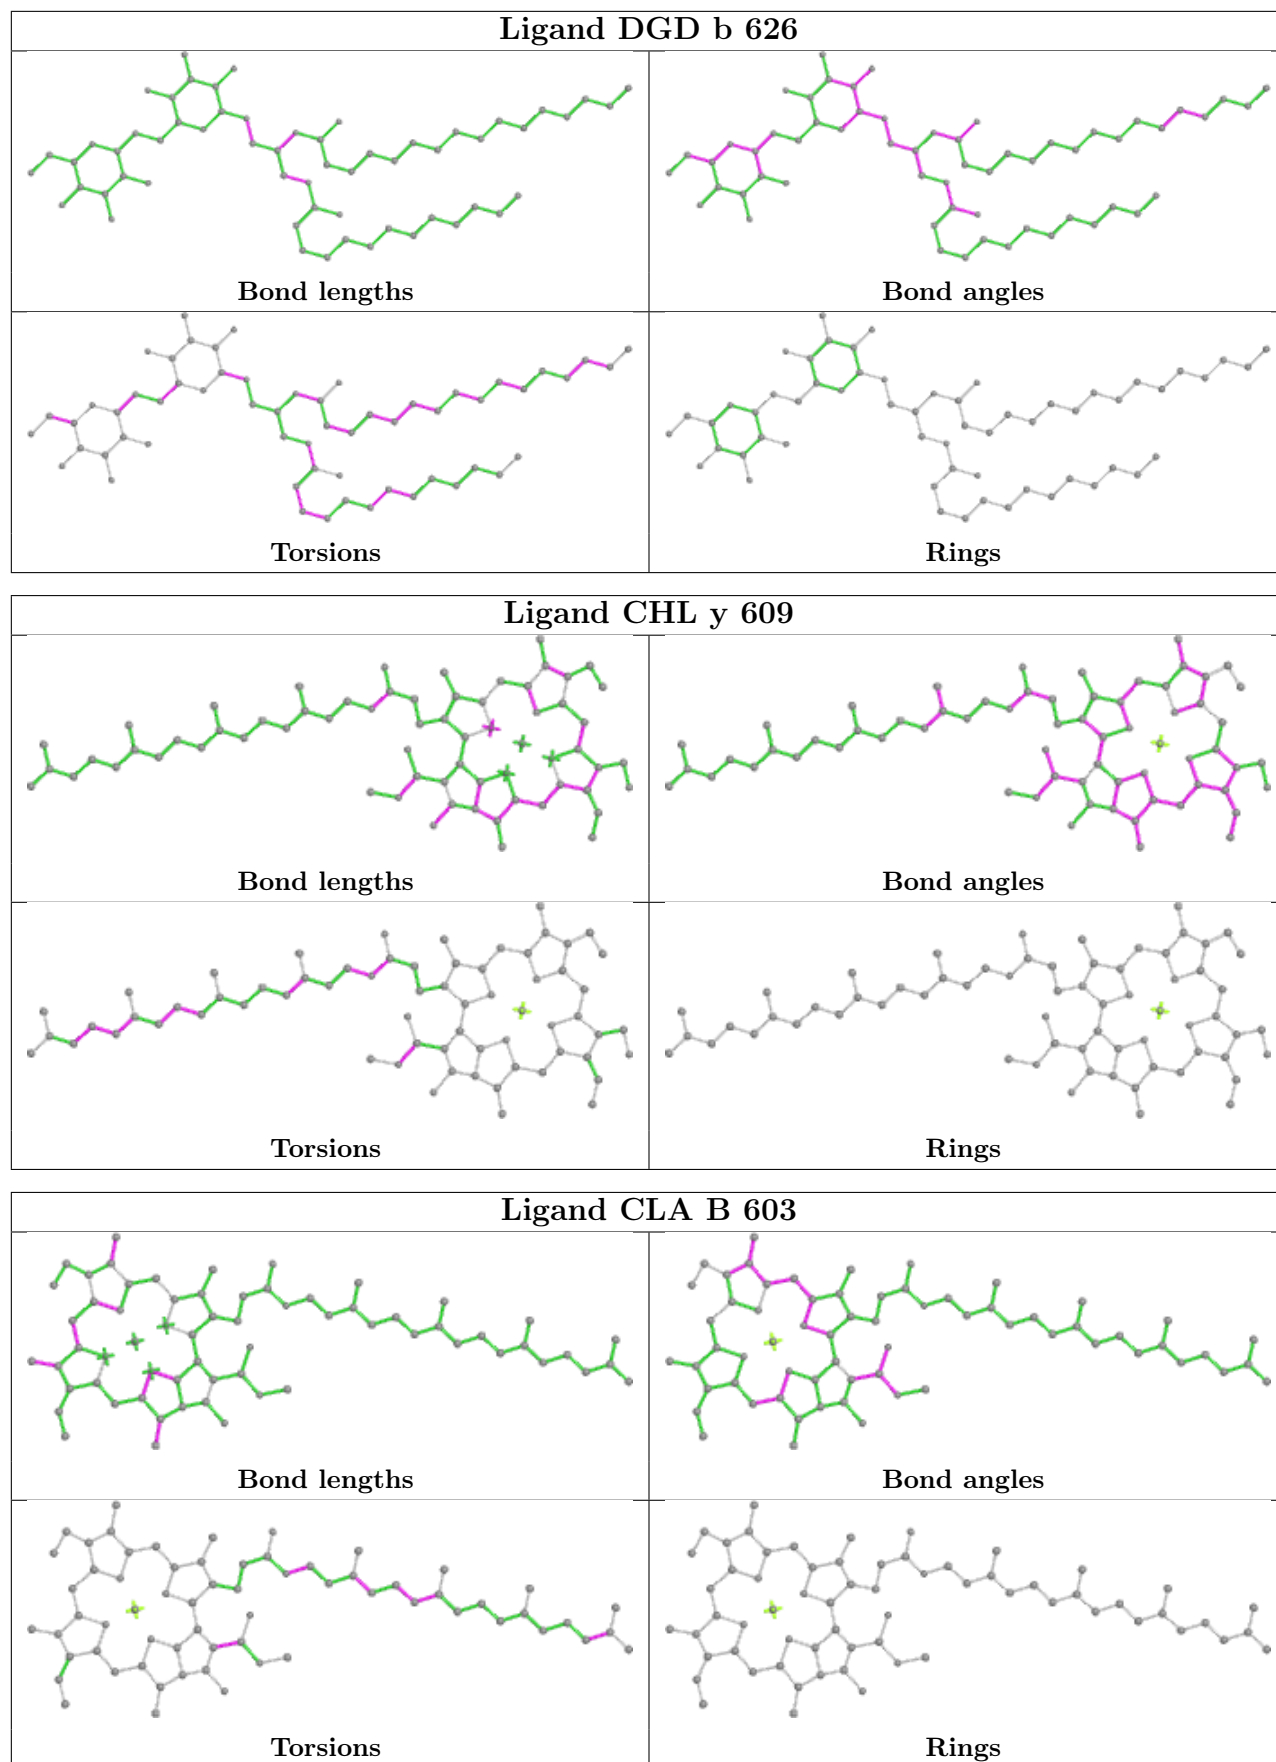 Ligand DGD b 626
Bond lengths
Bond angles
Torsions
Rings
Ligand CHL y 609
Bond lengths
Bond angles
Torsions
Rings
Ligand CLA B 603
Bond lengths
Bond angles
Torsions
Rings